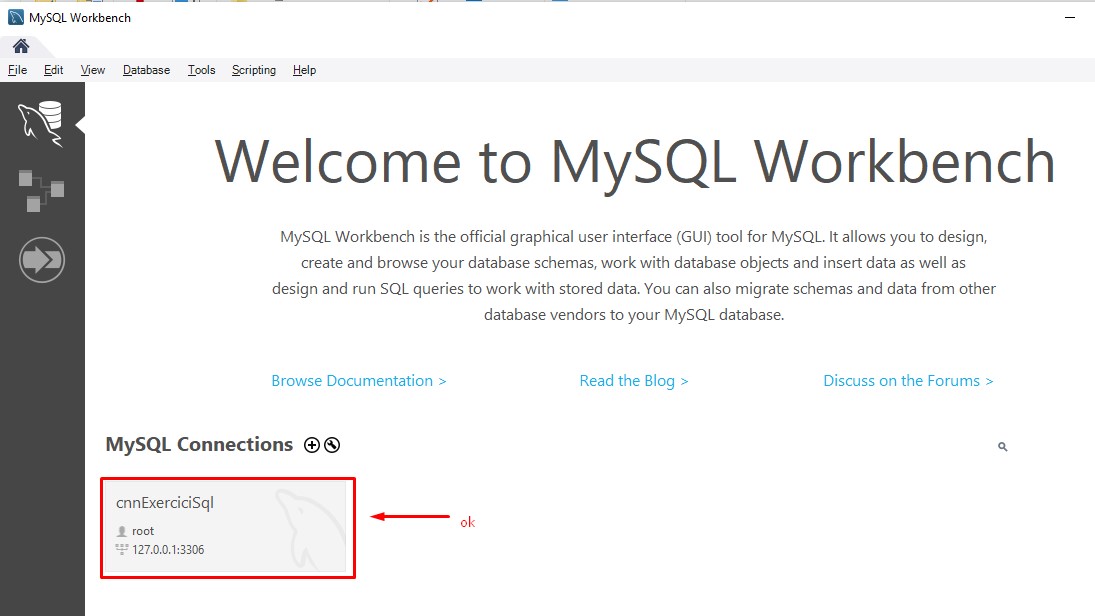 MySQL Workbench
File Edit View Database Tools Scripting Help
Welcome to MySQL Workbench
MySQL Workbench is the official graphical user interface (GUI) tool for MySQL. It allows you to design,
create and browse your database schemas, work with database objects and insert data as well as
design and run SQL queries to work with stored data. You can also migrate schemas and data from other
database vendors to your MySQL database.
Browse Documentation > Read the Blog > Discuss on the Forums >
MySQL Connections
cnnExerciciSql
root
127.0.0.1:3306
ok